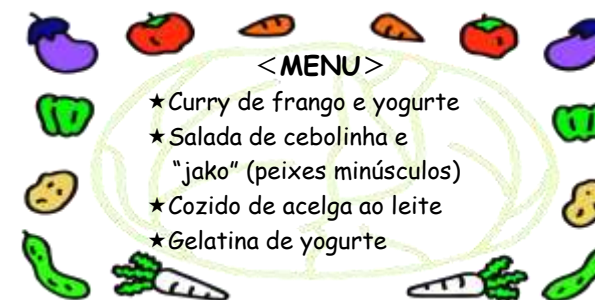 <MENU>
★Curry de frango e yogurte
★Salada de cebolinha e
“jako” (peixes minúsculos)
★Cozido de acelga ao leite
★Gelatina de yogurte